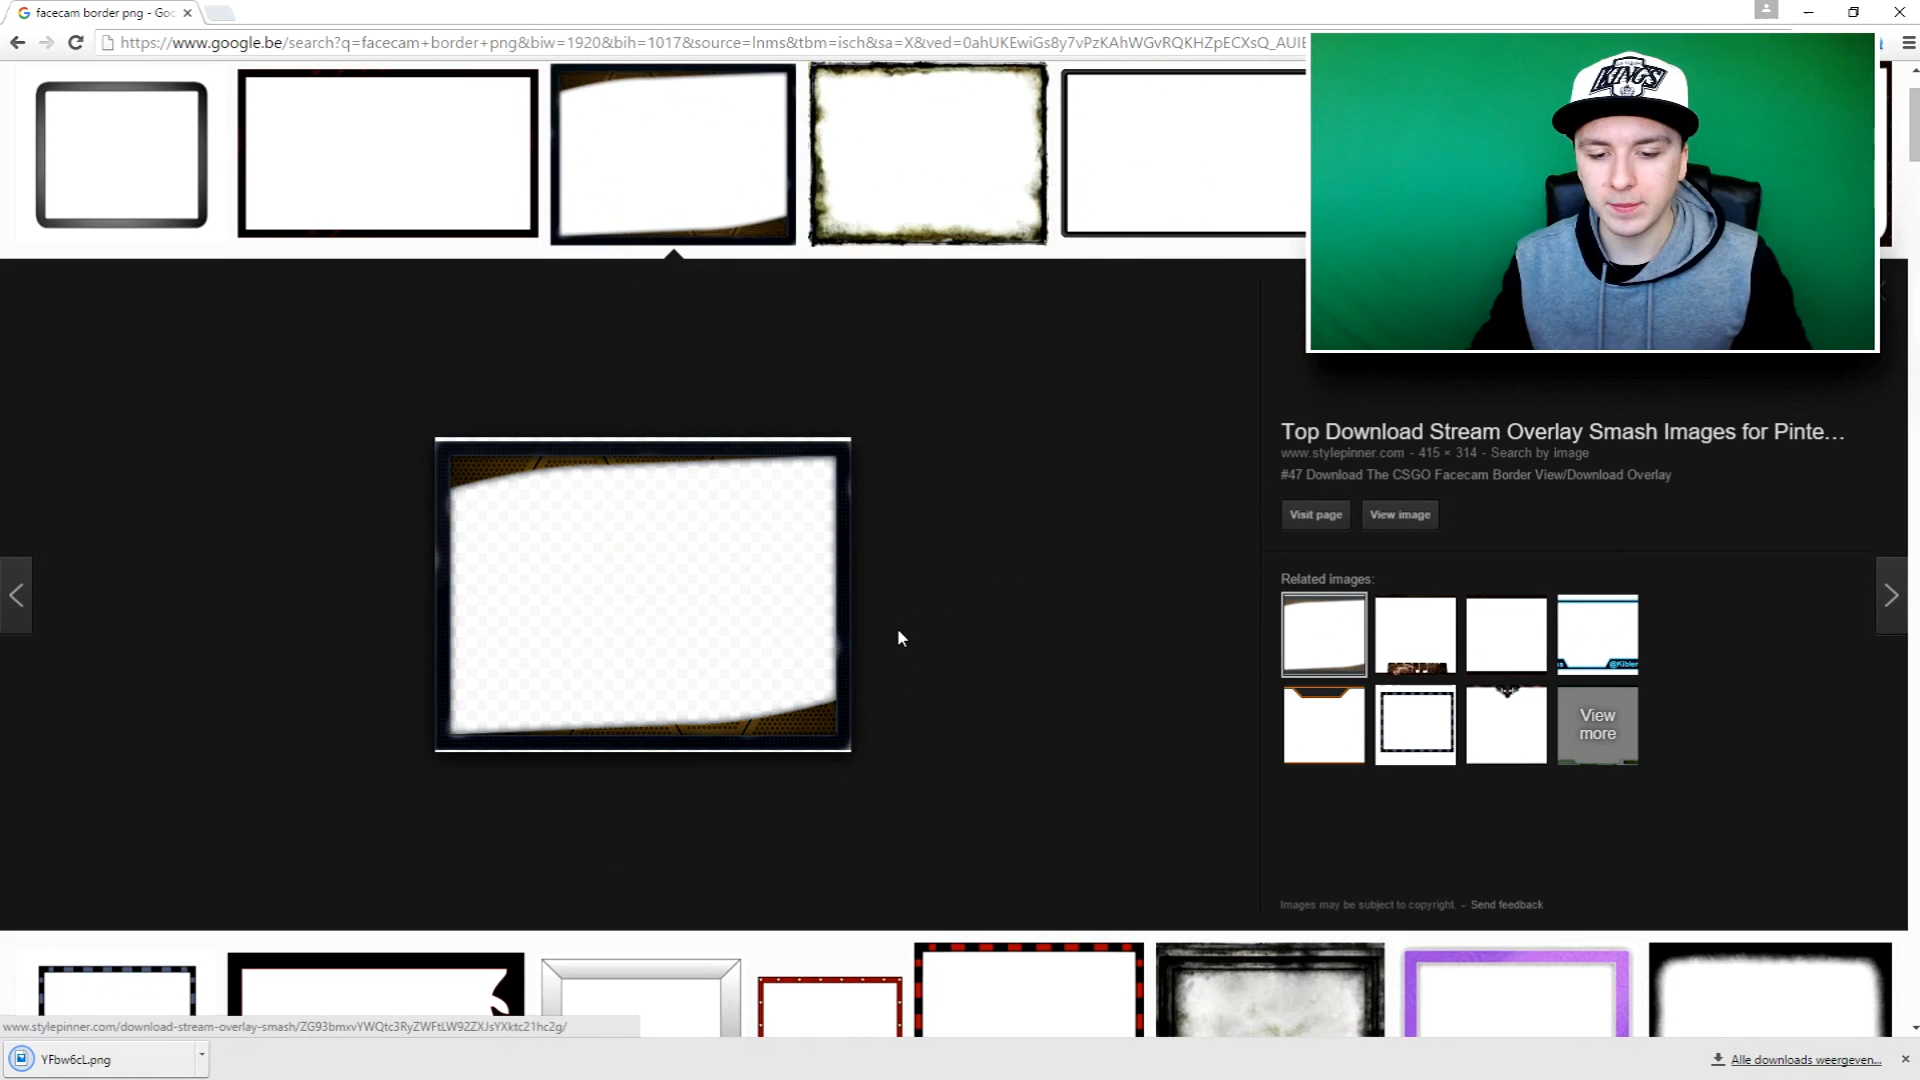 facecam border png - Goo
https://www.google.be/search?q=facecam+border+png&biw=1920&bih=1017&source=lnms&tbm=isch&sa=X&ved=0ahUKEwiGs8y7vPzKAhWGvRQKHZpECXsQ_AUIE
KINGS
Top Download Stream Overlay Smash Images for Pinte...
www.stylepinner.com - 415 × 314 - Search by image
#47 Download The CSGO Facecam Border View/Download Overlay
Visit page
View image
Related images:
@Kibler
View
more
Images may be subject to copyright. - Send feedback
www.stylepinner.com/download-stream-overlay-smash/ZG93bmxvYWQtc3RyZWFtLW92ZXJsYXktc21hc2g/
YFbw6cL.png
Alle downloads weergeven...